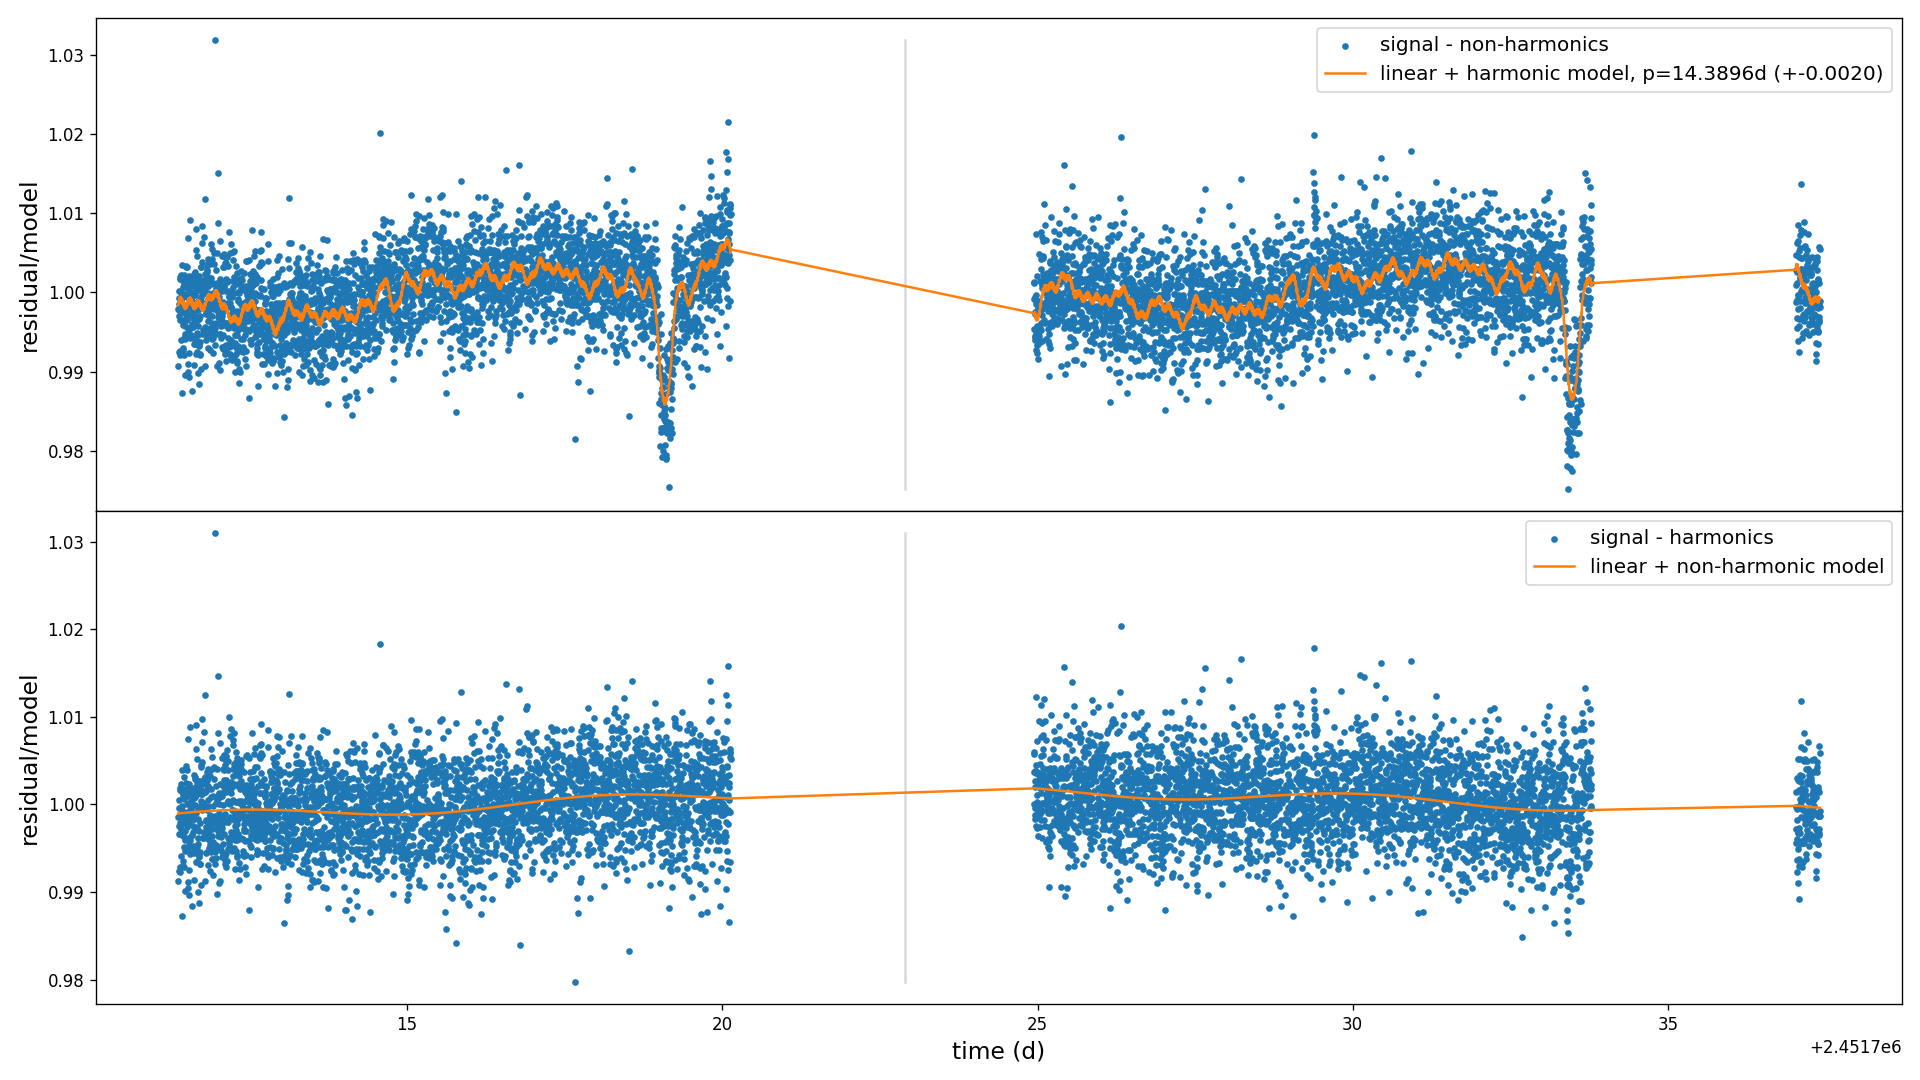 residual/model
1.03
1.02
1.01
1.00
0.99
0.98
signal - non-harmonics
linear + harmonic model, p=14.3896d (+-0.0020)
residual/model
1.03
1.02
1.01
1.00
0.99
0.98
signal - harmonics
linear + non-harmonic model
15 20 25 30 35
time (d)
+2.4517e6